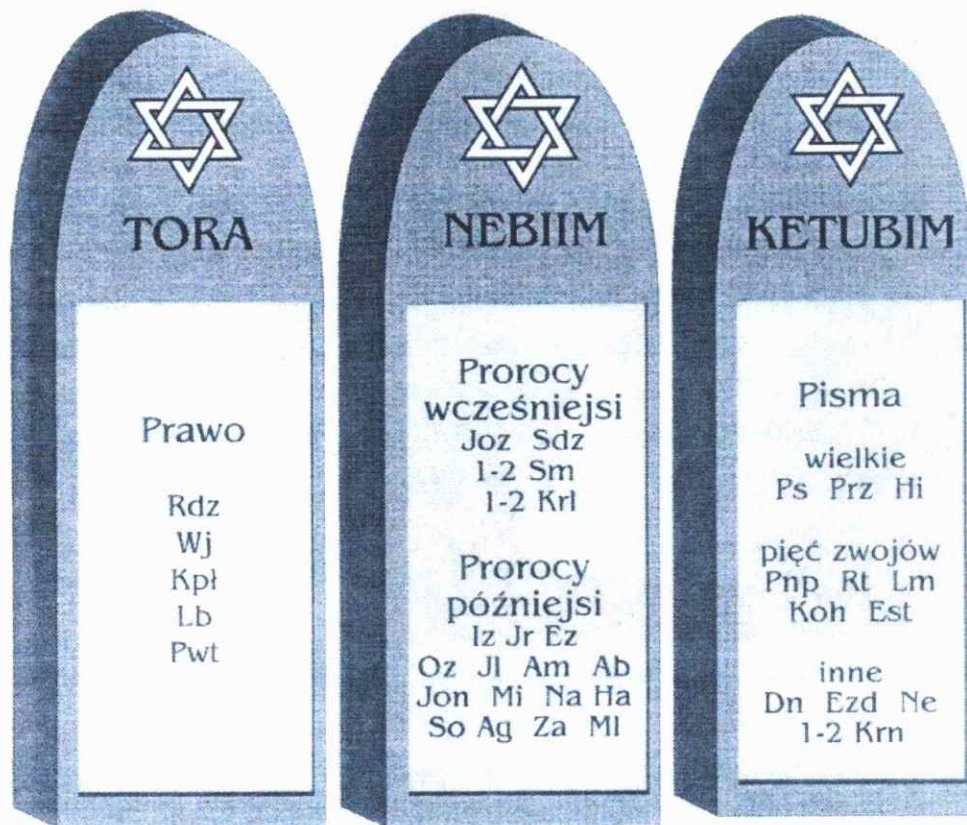 TORA
Prawo
Rdz
Wj
Kpł
Lb
Pwt
NEBIIM
Prorocy
wcześniejsi
Joz Sdz
1-2 Sm
1-2 Krl
Prorocy
późniejsi
Iz Jr Ez
Oz Jl Am Ab
Jon Mi Na Ha
So Ag Za Ml
KETUBIM
Pisma
wielkie
Ps Prz Hi
pięć zwojów
Pnp Rt Lm
Koh Est
inne
Dn Ezd Ne
1-2 Krn